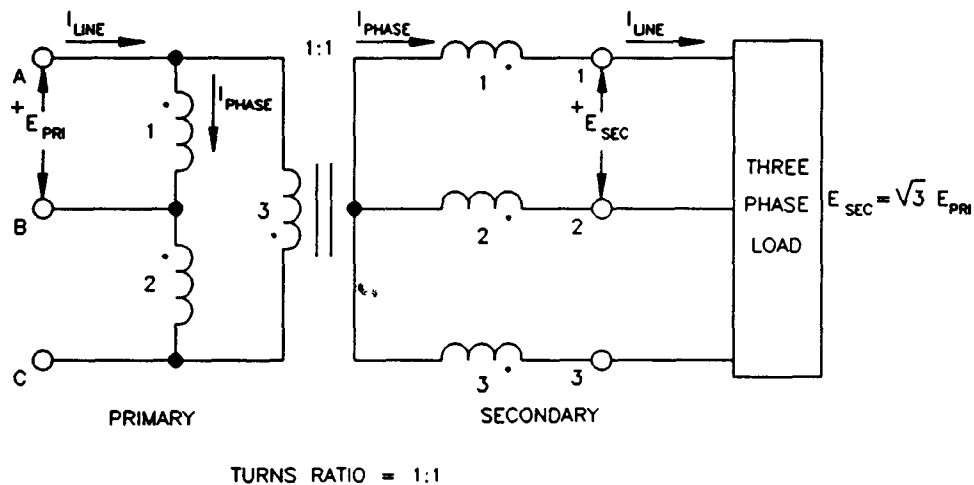 I LINE
1:1
I PHASE
I LINE
A
+
E PRI
B
C
1
I PHASE
2
3
1
2
3
1
+
E SEC
2
3
THREE
PHASE
LOAD
E SEC = √3 E PRI
PRIMARY
SECONDARY
TURNS RATIO = 1:1